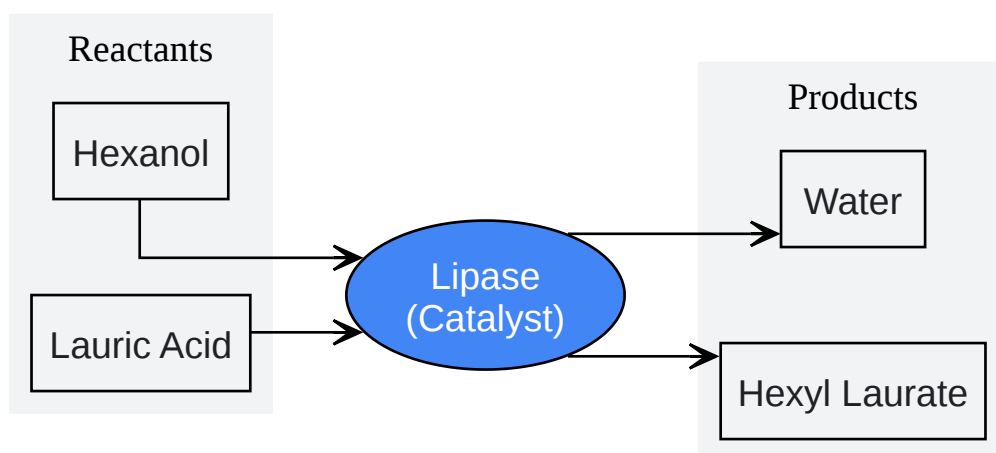 Reactants
Hexanol
Lauric Acid
Lipase
(Catalyst)
Products
Water
Hexyl Laurate